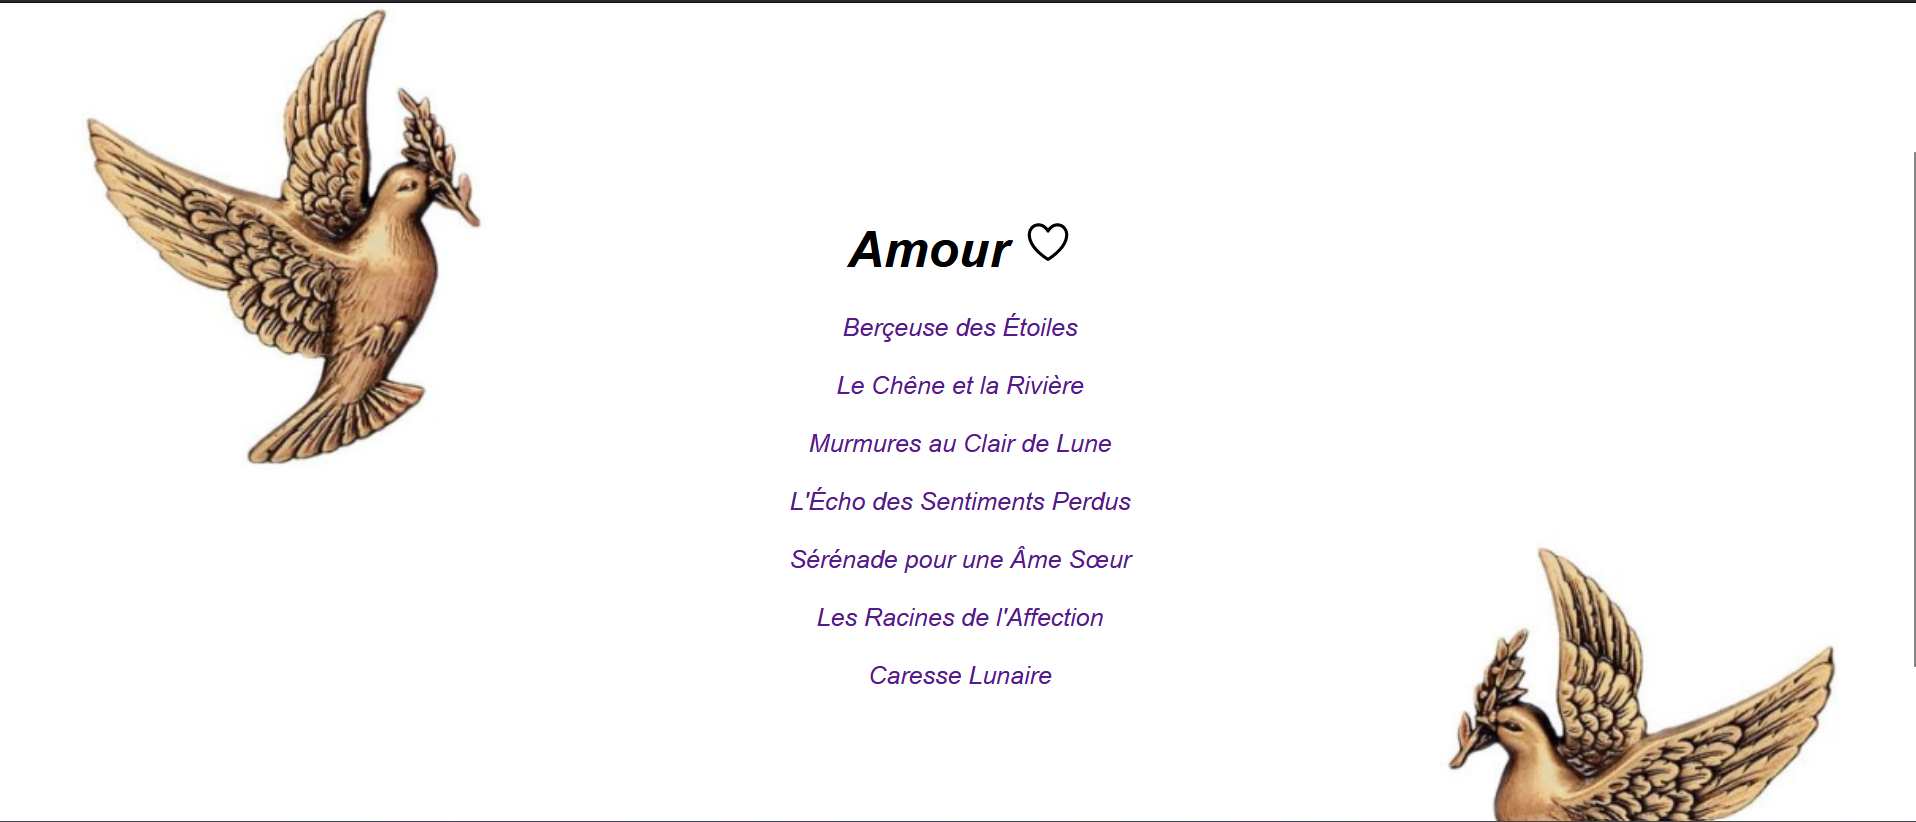 Amour ♡
Berçeuse des Étoiles
Le Chêne et la Rivière
Murmures au Clair de Lune
L'Écho des Sentiments Perdus
Sérénade pour une Âme Sœur
Les Racines de l'Affection
Caresse Lunaire